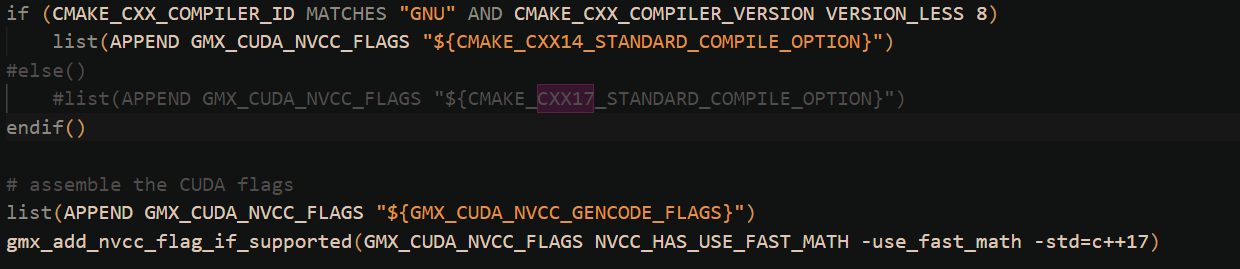 if (CMAKE_CXX_COMPILER_ID MATCHES "GNU" AND CMAKE_CXX_COMPILER_VERSION VERSION_LESS 8)
    list(APPEND GMX_CUDA_NVCC_FLAGS "${CMAKE_CXX14_STANDARD_COMPILE_OPTION}")
#else()
    #list(APPEND GMX_CUDA_NVCC_FLAGS "${CMAKE_CXX17_STANDARD_COMPILE_OPTION}")
endif()

# assemble the CUDA flags
list(APPEND GMX_CUDA_NVCC_FLAGS "${GMX_CUDA_NVCC_GENCODE_FLAGS}")
gmx_add_nvcc_flag_if_supported(GMX_CUDA_NVCC_FLAGS NVCC_HAS_USE_FAST_MATH -use_fast_math -std=c++17)